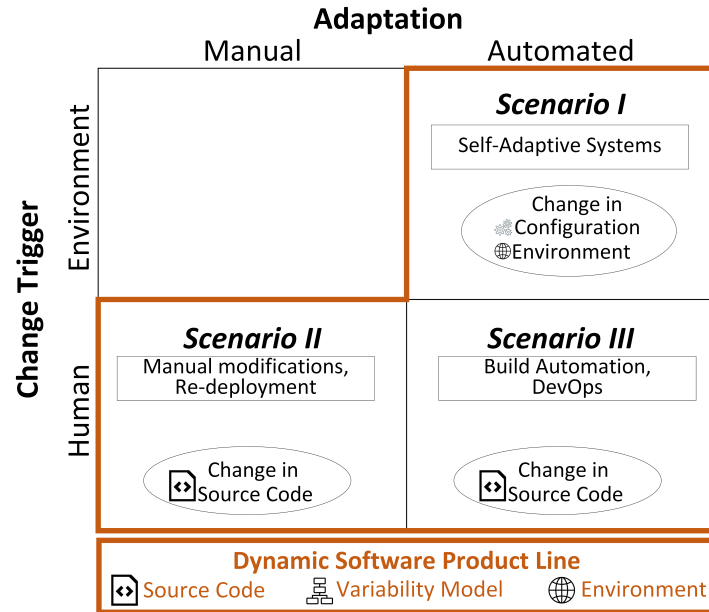 Adaptation
Manual Automated
Change Trigger
Environment
Scenario I
Self-Adaptive Systems
Change in
Configuration
Environment
Human
Scenario II
Manual modifications,
Re-deployment
Change in
Source Code
Scenario III
Build Automation,
DevOps
Change in
Source Code
Dynamic Software Product Line
Source Code Variability Model Environment